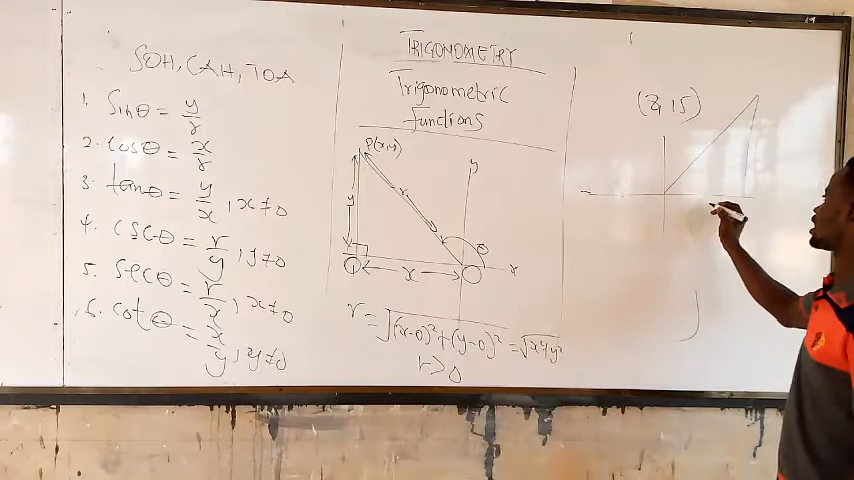 SOH, CAH, TOA
1. Sinθ = y/r
2. cosθ = x/r
3. tanθ = y/x, x≠0
4. cscθ = r/y, y≠0
5. secθ = r/x, x≠0
6. cotθ = x/y, y≠0
TRIGONOMETRY
Trigonometric
functions
P(x,y)
y
r
y
θ
x
x
r = √(x-0)²+(y-0)² = √x²+y²
r>0
(8, 15)